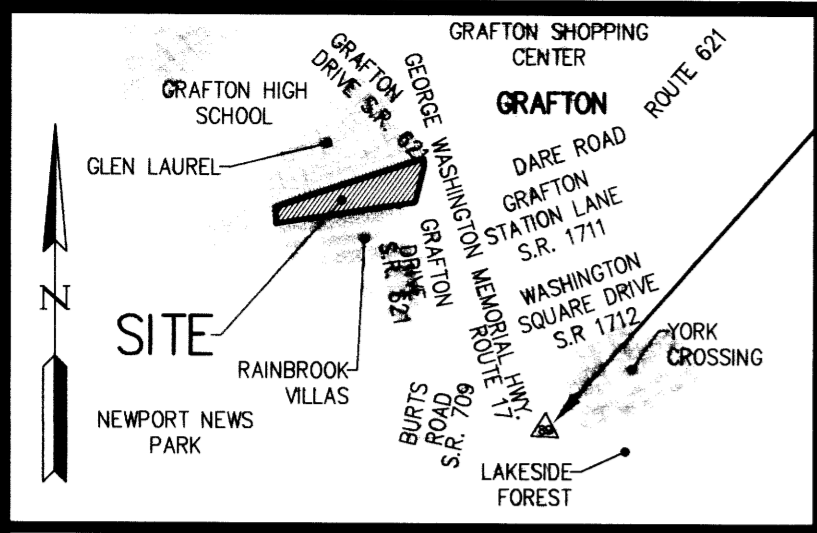 GRAFTON SHOPPING
CENTER
GRAFTON
ROUTE 621
GRAFTON
DRIVE S.R. 621
GEORGE WASHINGTON MEMORIAL HWY.
ROUTE 17
GRAFTON HIGH
SCHOOL
GLEN LAUREL
DARE ROAD
GRAFTON
STATION LANE
S.R. 1711
GRAFTON
DRIVE
S.R. 621
WASHINGTON
SQUARE DRIVE
S.R 1712
N
SITE
RAINBROOK
VILLAS
YORK
CROSSING
NEWPORT NEWS
PARK
BURTS
ROAD
S.R. 709
89
LAKESIDE
FOREST